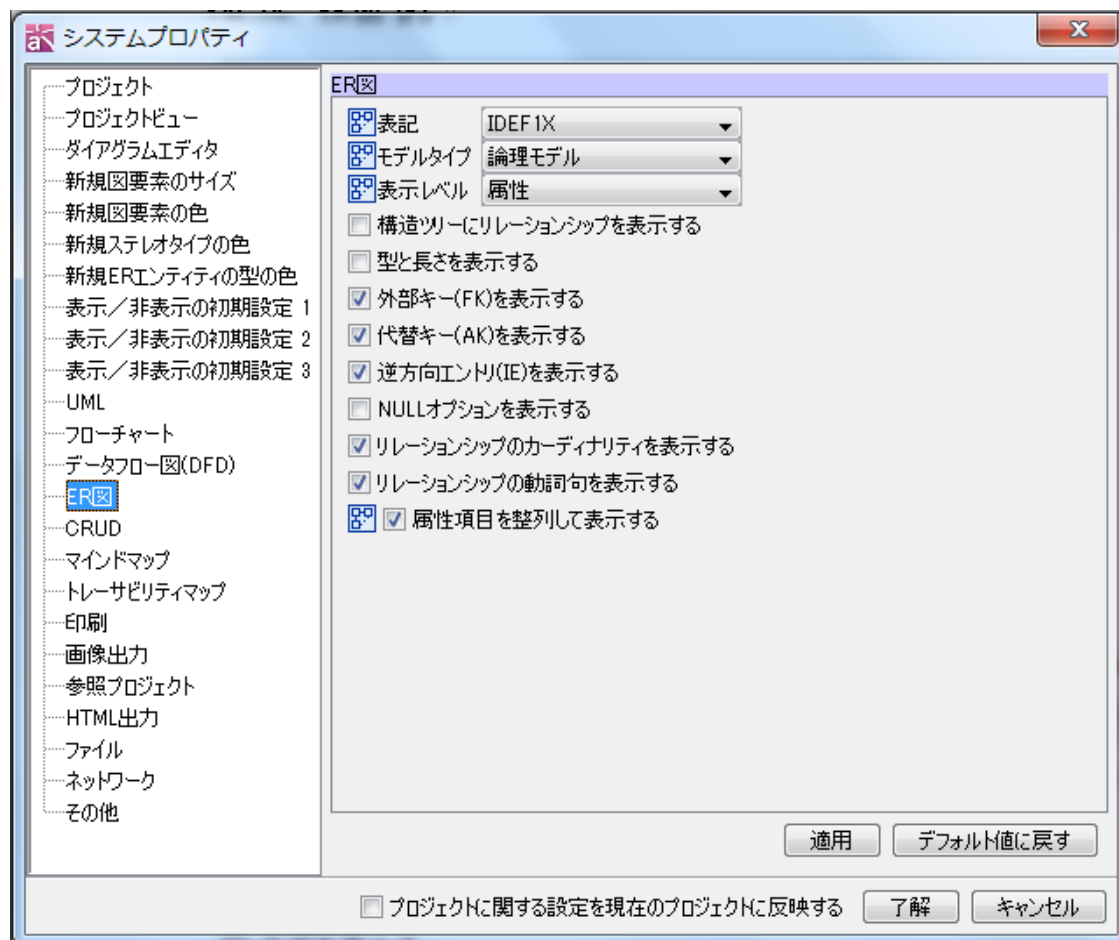 システムプロパティ
プロジェクト
プロジェクトビュー
ダイアグラムエディタ
新規図要素のサイズ
新規図要素の色
新規ステレオタイプの色
新規ERエンティティの型の色
表示／非表示の初期設定 1
表示／非表示の初期設定 2
表示／非表示の初期設定 3
UML
フローチャート
データフロー図(DFD)
ER図
CRUD
マインドマップ
トレーサビリティマップ
印刷
画像出力
参照プロジェクト
HTML出力
ファイル
ネットワーク
その他
ER図
表記 IDEF1X
モデルタイプ 論理モデル
表示レベル 属性
構造ツリーにリレーションシップを表示する
型と長さを表示する
外部キー(FK)を表示する
代替キー(AK)を表示する
逆方向エントリ(IE)を表示する
NULLオプションを表示する
リレーションシップのカーディナリティを表示する
リレーションシップの動詞句を表示する
属性項目を整列して表示する
適用 デフォルト値に戻す
プロジェクトに関する設定を現在のプロジェクトに反映する 了解 キャンセル